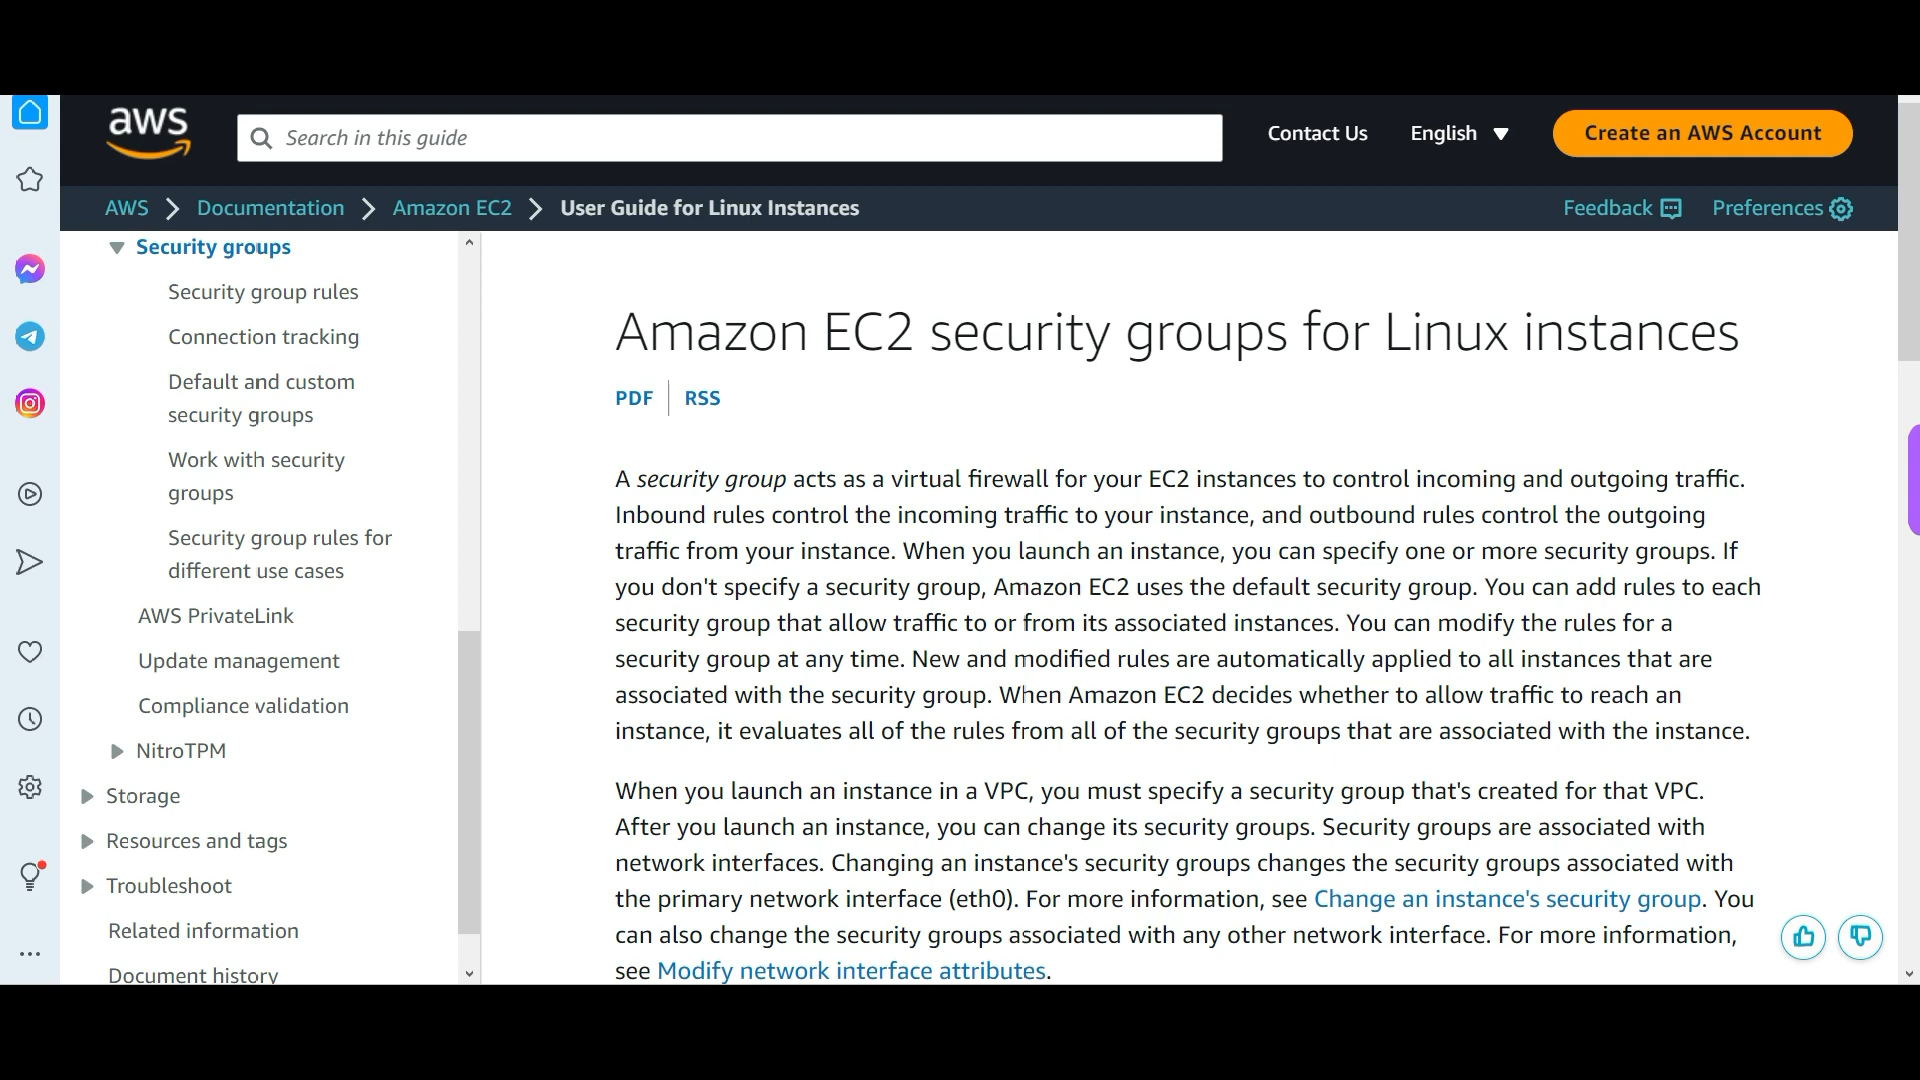 aws
Search in this guide
Contact Us
English
Create an AWS Account
AWS
Documentation
Amazon EC2
User Guide for Linux Instances
Feedback
Preferences
Security groups
Security group rules
Connection tracking
Default and custom
security groups
Work with security
groups
Security group rules for
different use cases
AWS PrivateLink
Update management
Compliance validation
NitroTPM
Storage
Resources and tags
Troubleshoot
Related information
Document history
Amazon EC2 security groups for Linux instances
PDF
RSS
A security group acts as a virtual firewall for your EC2 instances to control incoming and outgoing traffic.
Inbound rules control the incoming traffic to your instance, and outbound rules control the outgoing
traffic from your instance. When you launch an instance, you can specify one or more security groups. If
you don't specify a security group, Amazon EC2 uses the default security group. You can add rules to each
security group that allow traffic to or from its associated instances. You can modify the rules for a
security group at any time. New and modified rules are automatically applied to all instances that are
associated with the security group. When Amazon EC2 decides whether to allow traffic to reach an
instance, it evaluates all of the rules from all of the security groups that are associated with the instance.
When you launch an instance in a VPC, you must specify a security group that's created for that VPC.
After you launch an instance, you can change its security groups. Security groups are associated with
network interfaces. Changing an instance's security groups changes the security groups associated with
the primary network interface (eth0). For more information, see Change an instance's security group. You
can also change the security groups associated with any other network interface. For more information,
see Modify network interface attributes.